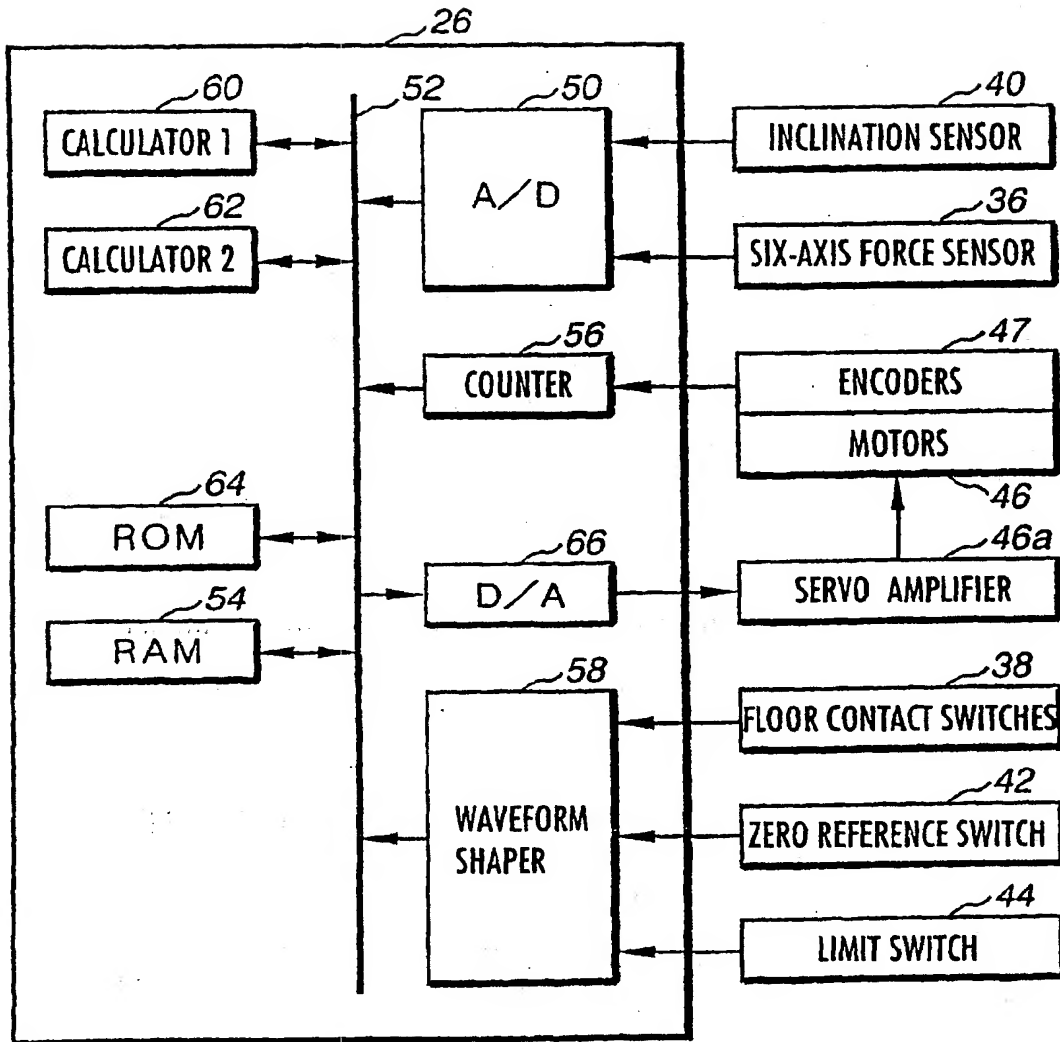 26
60
52
50
40
CALCULATOR 1
A/D
INCLINATION SENSOR
62
36
CALCULATOR 2
SIX-AXIS FORCE SENSOR
56
47
COUNTER
ENCODERS
MOTORS
64
46
ROM
66
46a
D/A
SERVO AMPLIFIER
54
RAM
58
38
FLOOR CONTACT SWITCHES
WAVEFORM
SHAPER
42
ZERO REFERENCE SWITCH
44
LIMIT SWITCH